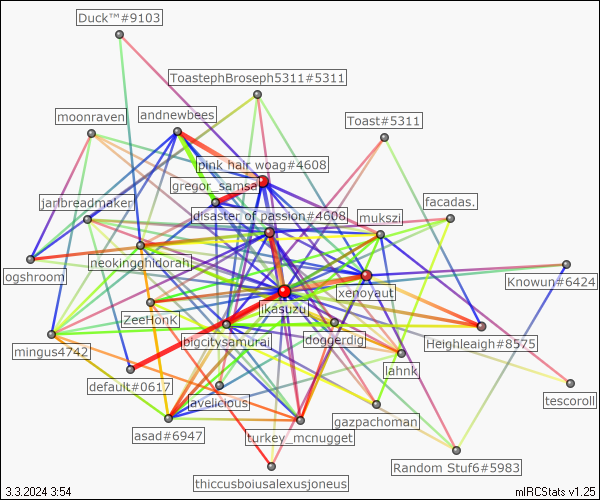 Duck™#9103
ToastephBroseph5311#5311
moonraven
andnewbees
Toast#5311
pink hair woag#4608
gregor_samsa
jarlbreadmaker
disaster of passion#4608
mukszi
facadas.
neokingghidorah
ogshroom
xenovaut
Knowun#6424
ikasuzu
ZeeHonk
bigcitysamurai
doggerdig
Heighleaigh#8575
mingus4742
lahnk
default#0617
tescoroll
avelicious
gazpachoman
asad#6947
turkey_mcnugget
Random Stuf6#5983
thiccusboiusalexusjoneus
3.3.2024 3:54
mIRCStats v1.25